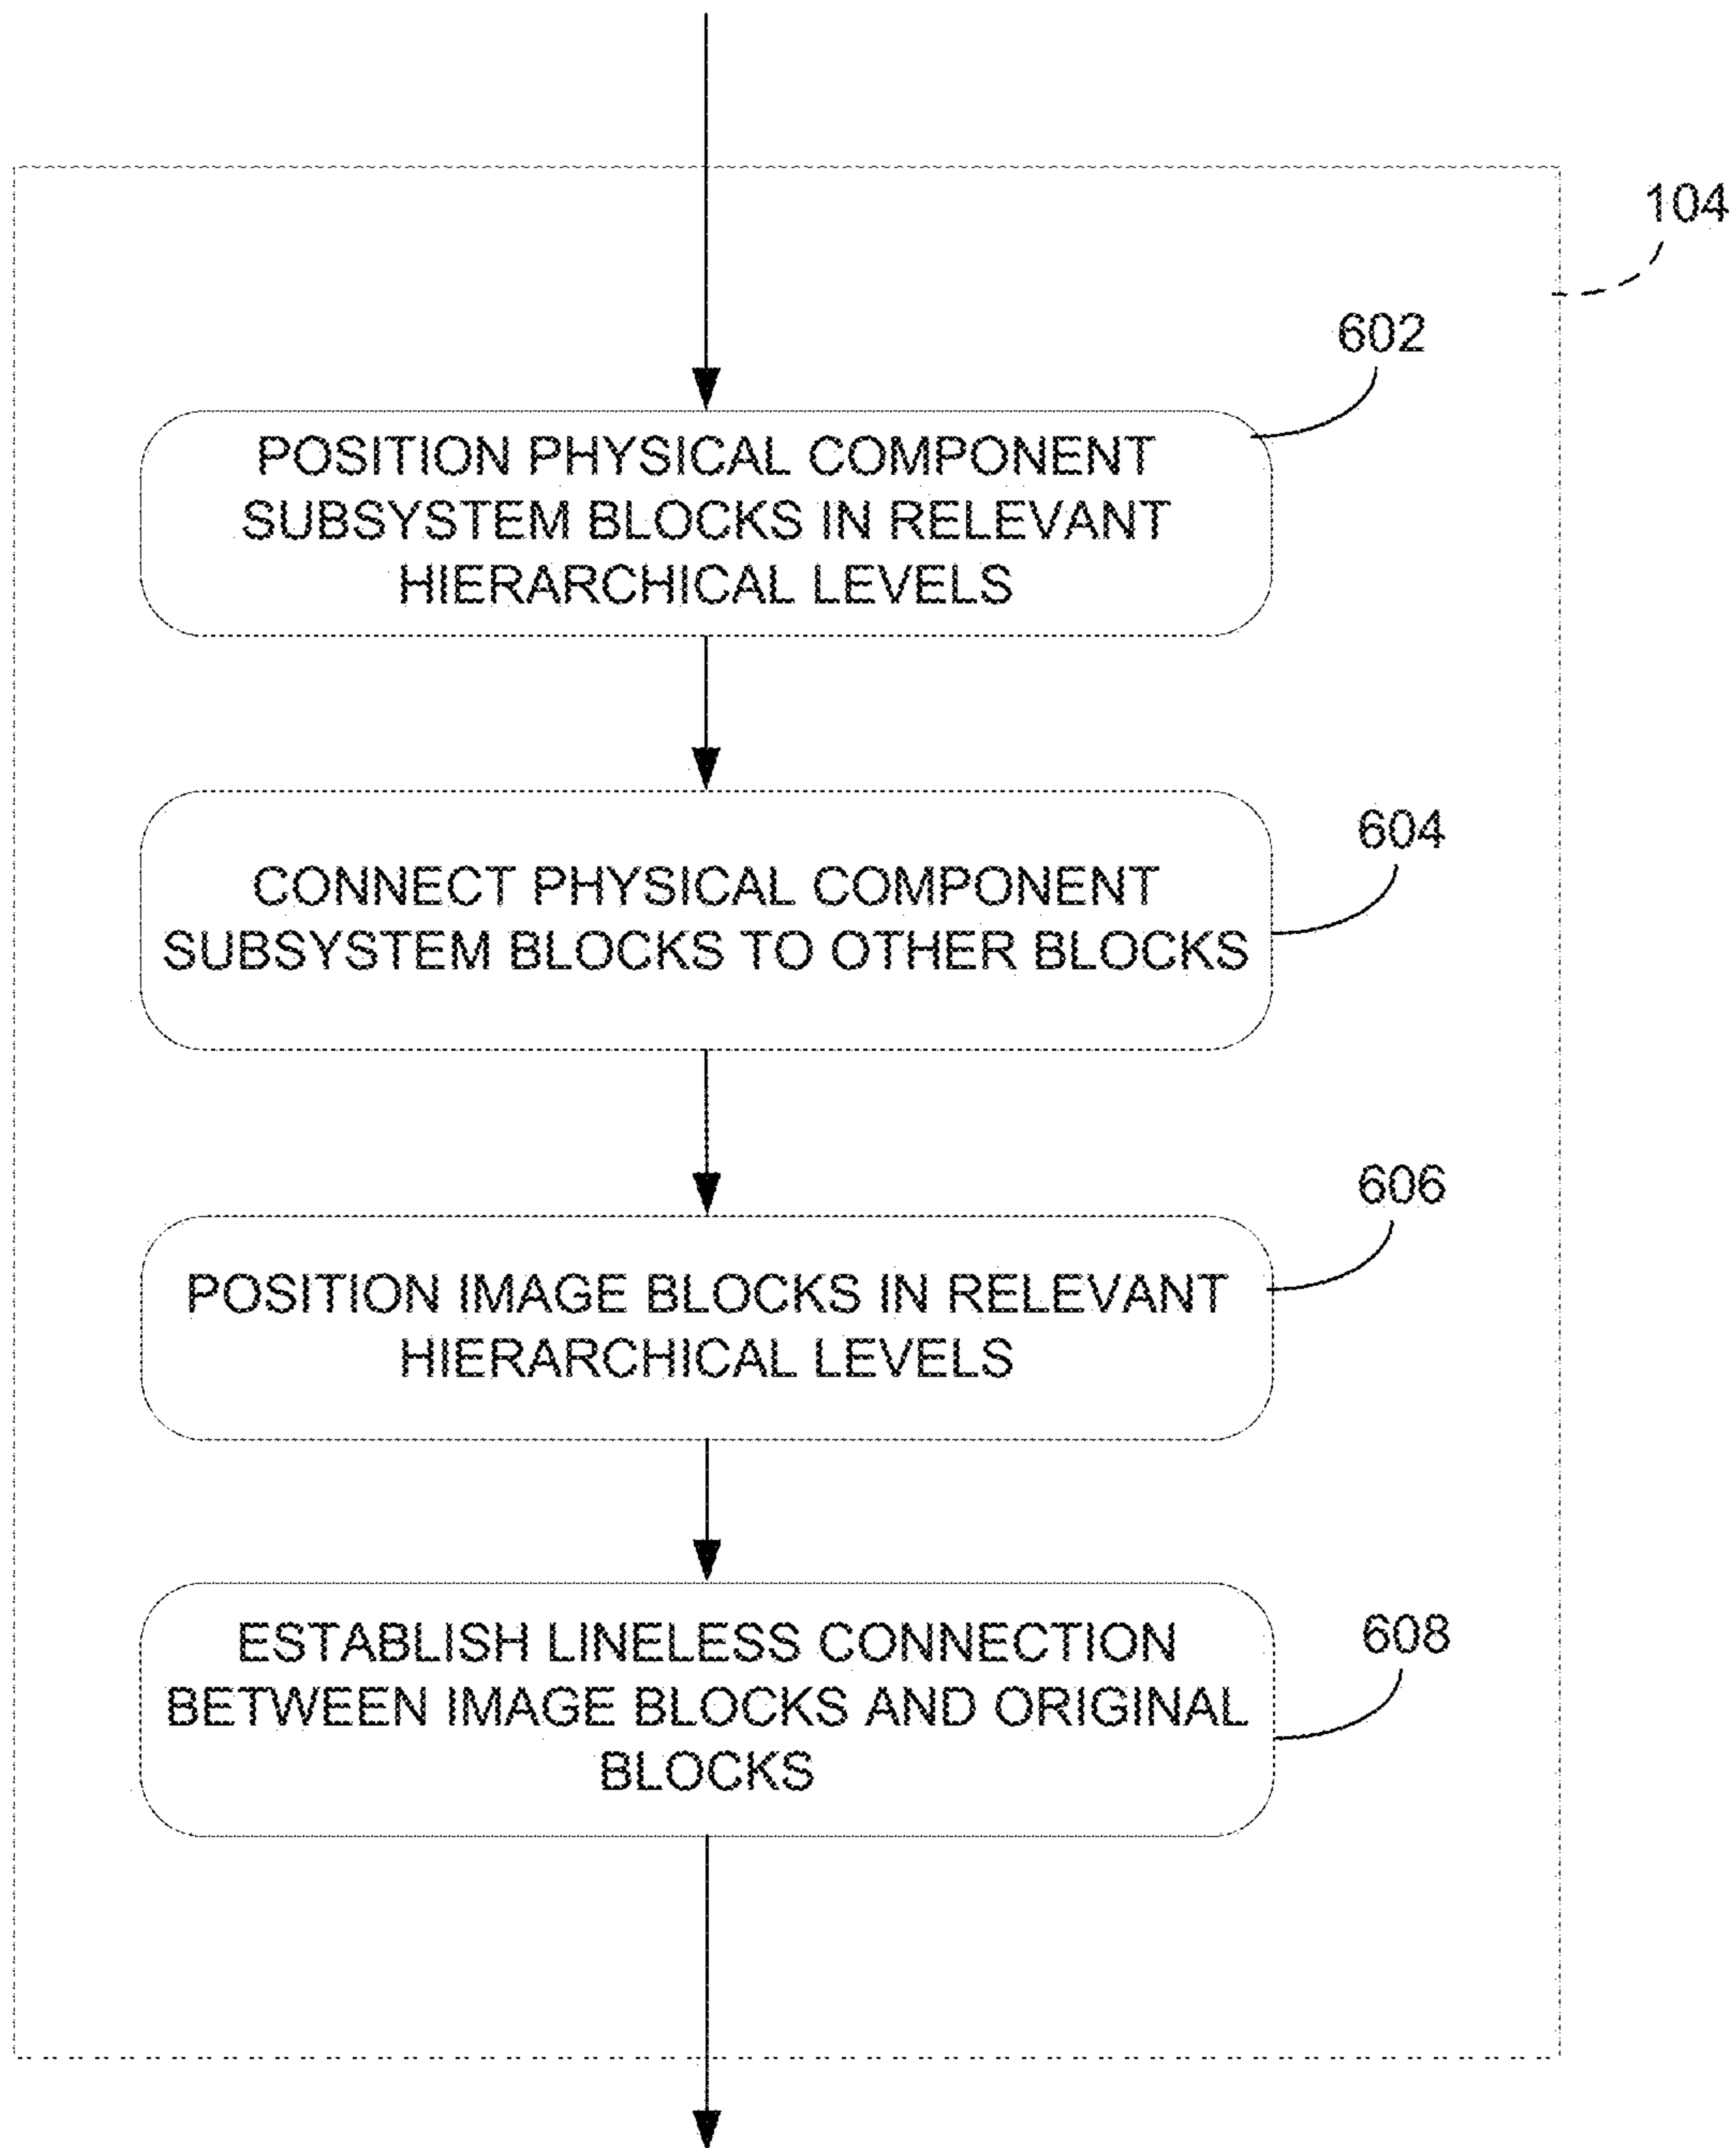 104
602
POSITION PHYSICAL COMPONENT
SUBSYSTEM BLOCKS IN RELEVANT
HIERARCHICAL LEVELS
604
CONNECT PHYSICAL COMPONENT
SUBSYSTEM BLOCKS TO OTHER BLOCKS
606
POSITION IMAGE BLOCKS IN RELEVANT
HIERARCHICAL LEVELS
608
ESTABLISH LINELESS CONNECTION
BETWEEN IMAGE BLOCKS AND ORIGINAL
BLOCKS